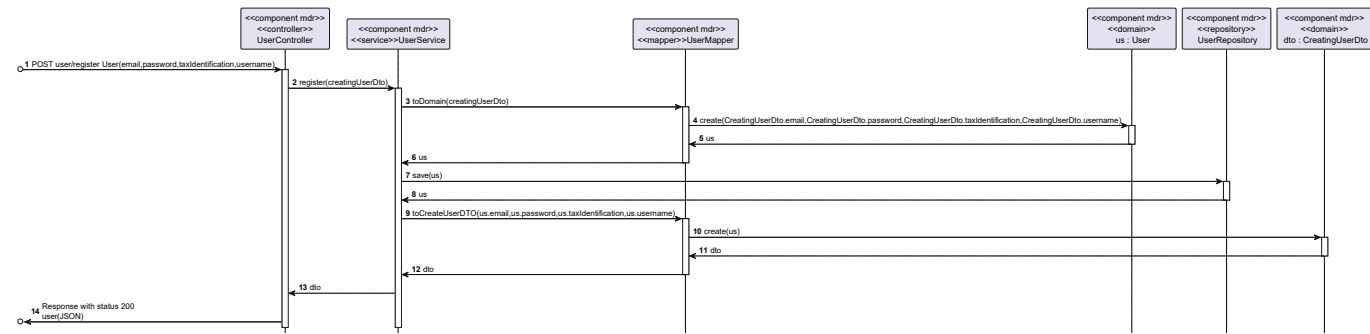 <<component mdr>>
<<controller>>
UserController
<<component mdr>>
<<service>>UserService
<<component mdr>>
<<mapper>>UserMapper
<<component mdr>>
<<domain>>
us : User
<<component mdr>>
<<repository>>
UserRepository
<<component mdr>>
<<domain>>
dto : CreatingUserDto
1 POST user/register User(email,password,taxIdentification,username)
2 register(creatingUserDto)
3 toDomain(creatingUserDto)
4 create(CreatingUserDto.email,CreatingUserDto.password,CreatingUserDto.taxIdentification,CreatingUserDto.username)
5 us
6 us
7 save(us)
8 us
9 toCreateUserDTO(us.email,us.password,us.taxIdentification,us.username)
10 create(us)
11 dto
12 dto
13 dto
14 Response with status 200
user(JSON)